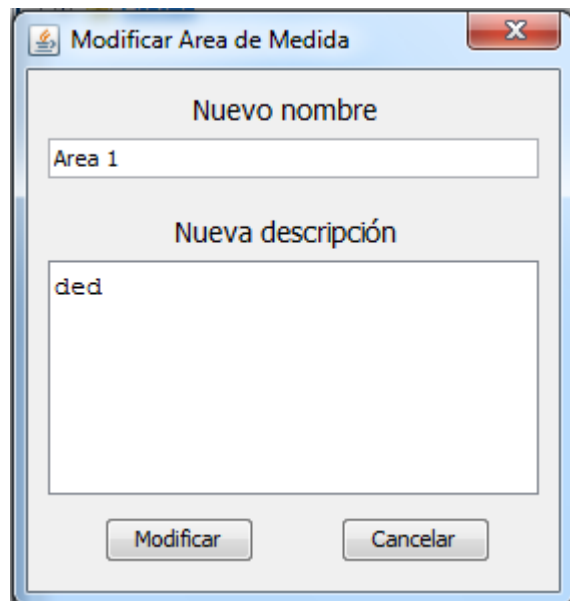 Modificar Area de Medida
Nuevo nombre
Area 1
Nueva descripción
ded
Modificar Cancelar